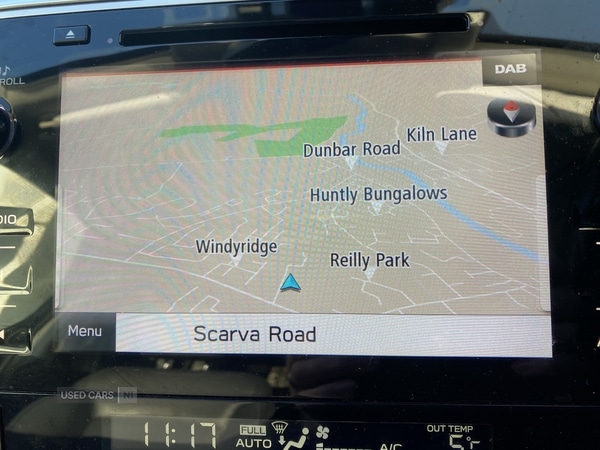 DAB
Kiln Lane
Dunbar Road
Huntly Bungalows
Windyridge
Reilly Park
Menu
Scarva Road
USED CARS NI
11:17
FULL AUTO
A/C
OUT TEMP
5°C